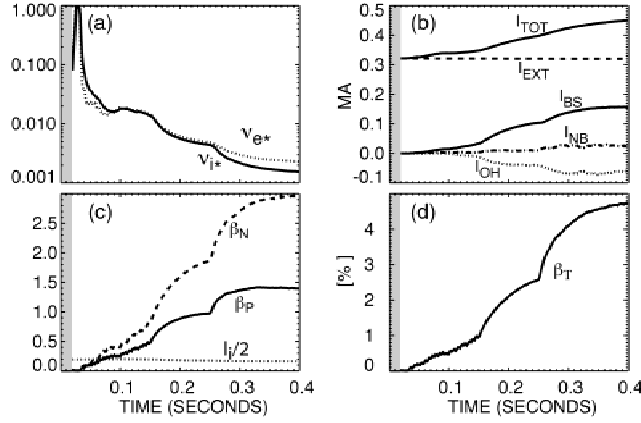 1.000
0.100
0.010
0.001
(a)
νe*
νi*
MA
0.5
0.4
0.3
0.2
0.1
0.0
-0.1
(b)
ITOT
IEXT
IBS
INB
IOH
2.5
2.0
1.5
1.0
0.5
0.0
(c)
βN
βP
li/2
0.1 0.2 0.3 0.4
TIME (SECONDS)
[%]
4
3
2
1
0
(d)
βT
0.1 0.2 0.3 0.4
TIME (SECONDS)